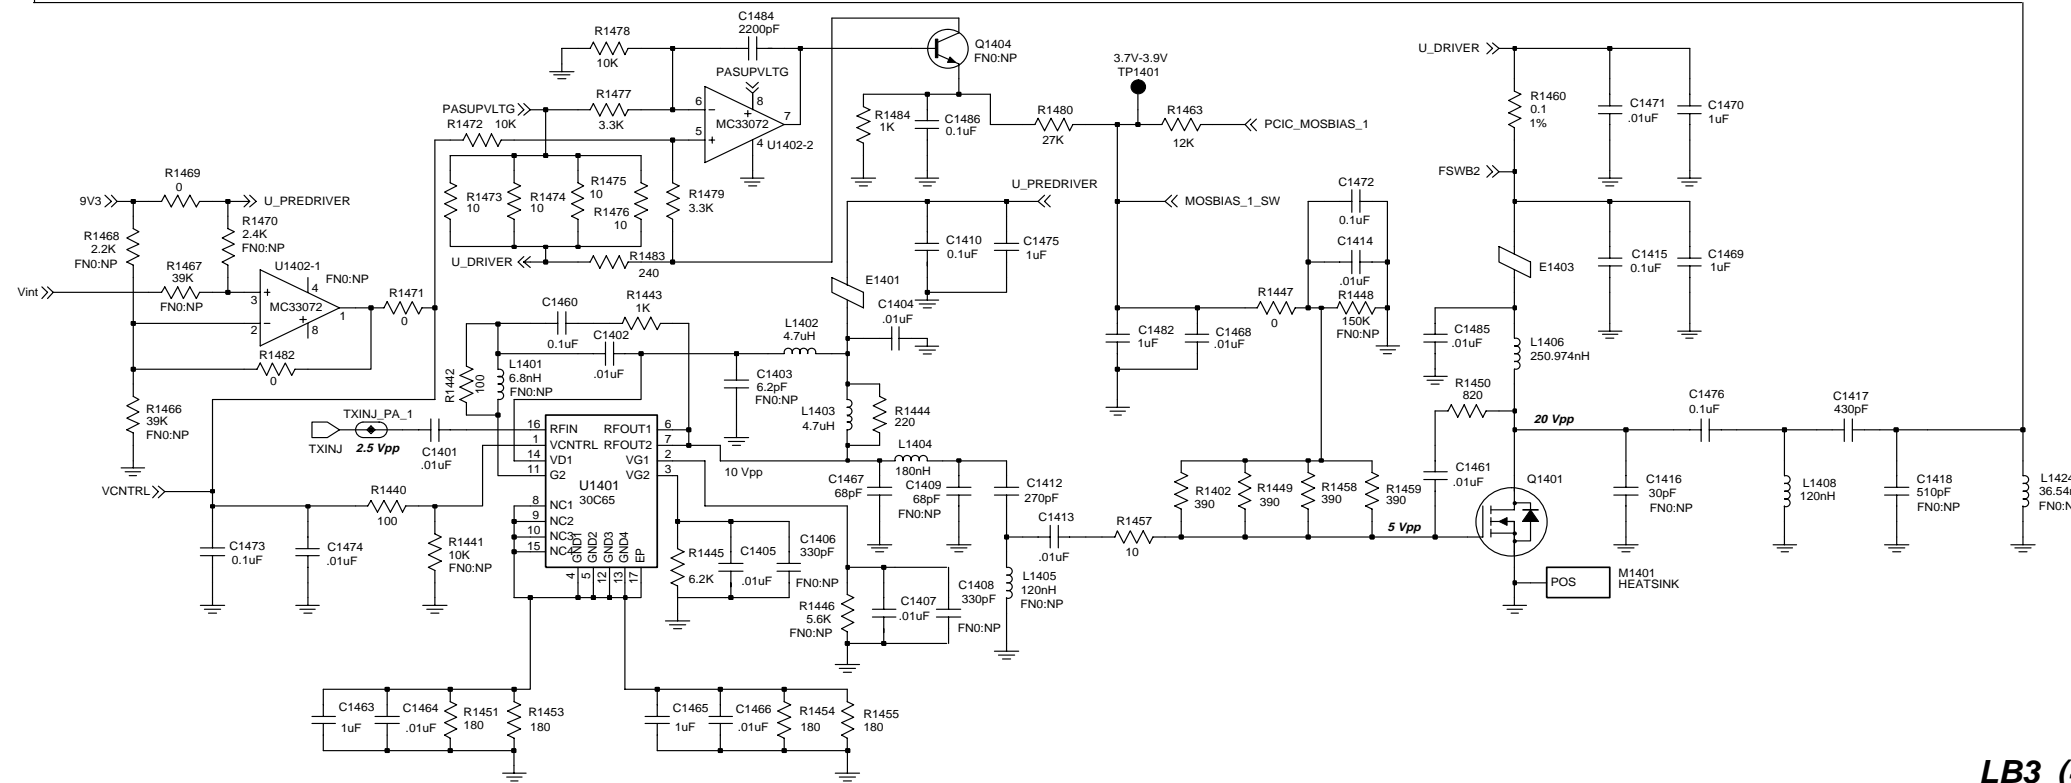 C1484
2200pF
R1478
10K
PASUPVLTG
Q1404
FN0:NP
3.7V-3.9V
TP1401
U_DRIVER
PASUPVLTG
R1477
3.3K
6
8
7
MC33072
5
4
U1402-2
R1472
10K
R1484
1K
C1486
0.1uF
R1480
27K
R1463
12K
PCIC_MOSBIAS_1
R1460
0.1
1%
C1471
.01uF
C1470
1uF
FSWB2
R1469
0
9V3
U_PREDRIVER
R1473
10
R1474
10
R1475
10
R1476
10
R1479
3.3K
U_PREDRIVER
MOSBIAS_1_SW
C1472
0.1uF
R1468
2.2K
FN0:NP
R1470
2.4K
FN0:NP
U_DRIVER
R1483
240
C1410
0.1uF
C1475
1uF
C1414
.01uF
E1403
C1415
0.1uF
C1469
1uF
Vint
R1467
39K
FN0:NP
U1402-1
FN0:NP
3
4
MC33072
1
2
8
R1471
0
E1401
C1404
.01uF
R1447
0
R1448
150K
FN0:NP
R1482
0
C1460
0.1uF
R1443
1K
C1402
.01uF
L1402
4.7uH
C1482
1uF
C1468
.01uF
C1485
.01uF
L1406
250.974nH
R1442
100
L1401
6.8nH
FN0:NP
C1403
6.2pF
FN0:NP
R1466
39K
FN0:NP
L1403
4.7uH
R1444
220
R1450
820
C1476
0.1uF
C1417
430pF
TXINJ_PA_1
TXINJ
2.5 Vpp
C1401
.01uF
16
RFIN
RFOUT1
6
1
VCNTRL
RFOUT2
7
14
VD1
VG1
2
11
G2
VG2
3
U1401
30C65
8
NC1
9
NC2
10
NC3
15
NC4
GND1
GND2
GND3
GND4
EP
4
5
12
13
17
10 Vpp
L1404
180nH
20 Vpp
VCNTRL
R1440
100
C1467
68pF
C1409
68pF
FN0:NP
C1412
270pF
R1402
390
R1449
390
R1458
390
R1459
390
C1461
.01uF
Q1401
C1416
30pF
FN0:NP
L1408
120nH
C1418
510pF
FN0:NP
C1413
.01uF
R1457
10
5 Vpp
C1473
0.1uF
C1474
.01uF
R1441
10K
FN0:NP
R1445
6.2K
C1405
.01uF
C1406
330pF
FN0:NP
R1446
5.6K
FN0:NP
C1407
.01uF
C1408
330pF
FN0:NP
L1405
120nH
FN0:NP
POS
M1401
HEATSINK
C1463
1uF
C1464
.01uF
R1451
180
R1453
180
C1465
1uF
C1466
.01uF
R1454
180
R1455
180
LB3